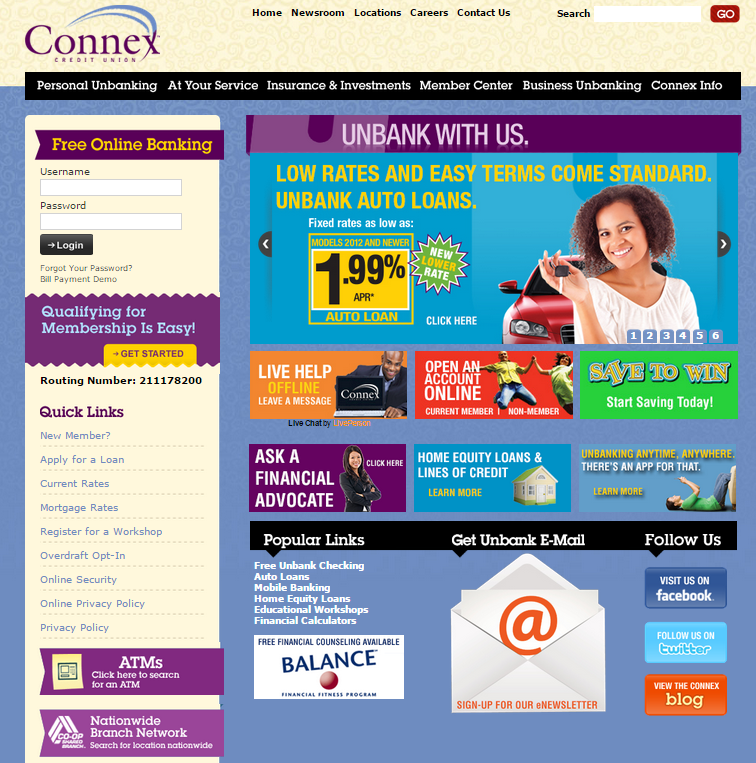 Connex™
CREDIT UNION
Home Newsroom Locations Careers Contact Us
Search GO
Personal Unbanking At Your Service Insurance & Investments Member Center Business Unbanking Connex Info
Free Online Banking
Username
Password
Login
Forgot Your Password?
Bill Payment Demo
Qualifying for
Membership Is Easy!
GET STARTED
Routing Number: 211178200
Quick Links
New Member?
Apply for a Loan
Current Rates
Mortgage Rates
Register for a Workshop
Overdraft Opt-In
Online Security
Online Privacy Policy
Privacy Policy
ATMs
Click here to search
for an ATM
CO-OP
SHARED
BRANCH
Nationwide
Branch Network
Search for location nationwide
UNBANK WITH US.
LOW RATES AND EASY TERMS COME STANDARD.
UNBANK AUTO LOANS.
Fixed rates as low as:
MODELS 2012 AND NEWER
1.99%
APR*
AUTO LOAN
NEW
LOWER
RATE
CLICK HERE
1 2 3 4 5 6
LIVE HELP
OFFLINE
LEAVE A MESSAGE
Connex
Live Chat by LivePerson
OPEN AN
ACCOUNT
ONLINE
CURRENT MEMBER | NON-MEMBER
SAVE TO WIN
Start Saving Today!
ASK A
FINANCIAL
ADVOCATE
CLICK HERE
HOME EQUITY LOANS &
LINES OF CREDIT
LEARN MORE
UNBANKING ANYTIME, ANYWHERE.
THERE'S AN APP FOR THAT.
LEARN MORE
Popular Links
Free Unbank Checking
Auto Loans
Mobile Banking
Home Equity Loans
Educational Workshops
Financial Calculators
FREE FINANCIAL COUNSELING AVAILABLE
BALANCE
FINANCIAL FITNESS PROGRAM
Get Unbank E-Mail
@
SIGN-UP FOR OUR eNEWSLETTER
Follow Us
VISIT US ON
facebook.
FOLLOW US ON
twitter
VIEW THE CONNEX
blog